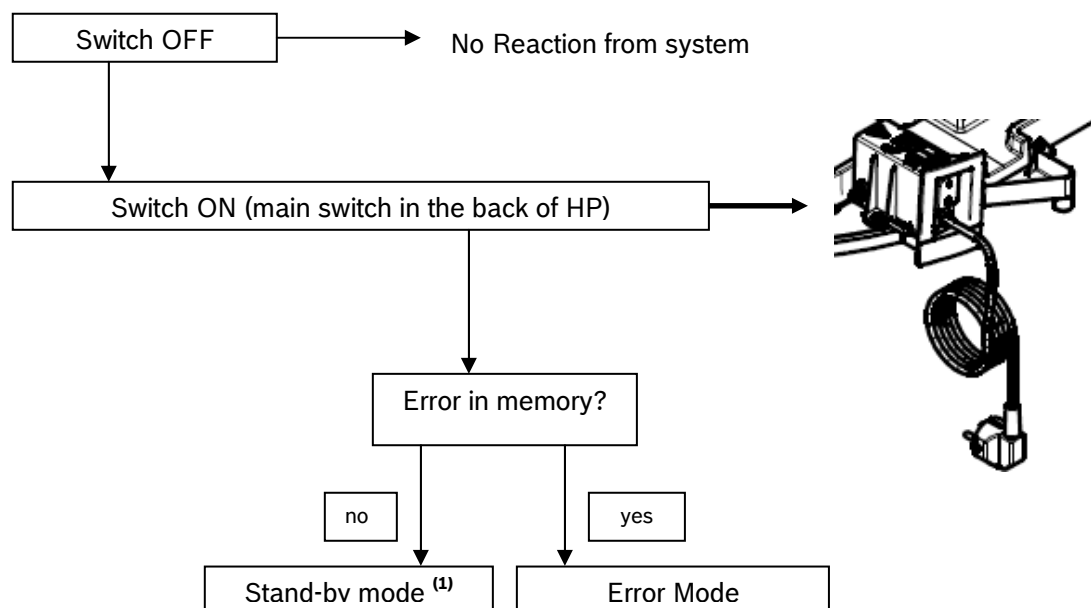 Switch OFF
No Reaction from system
Switch ON (main switch in the back of HP)
Error in memory?
no
yes
Stand-by mode (1)
Error Mode